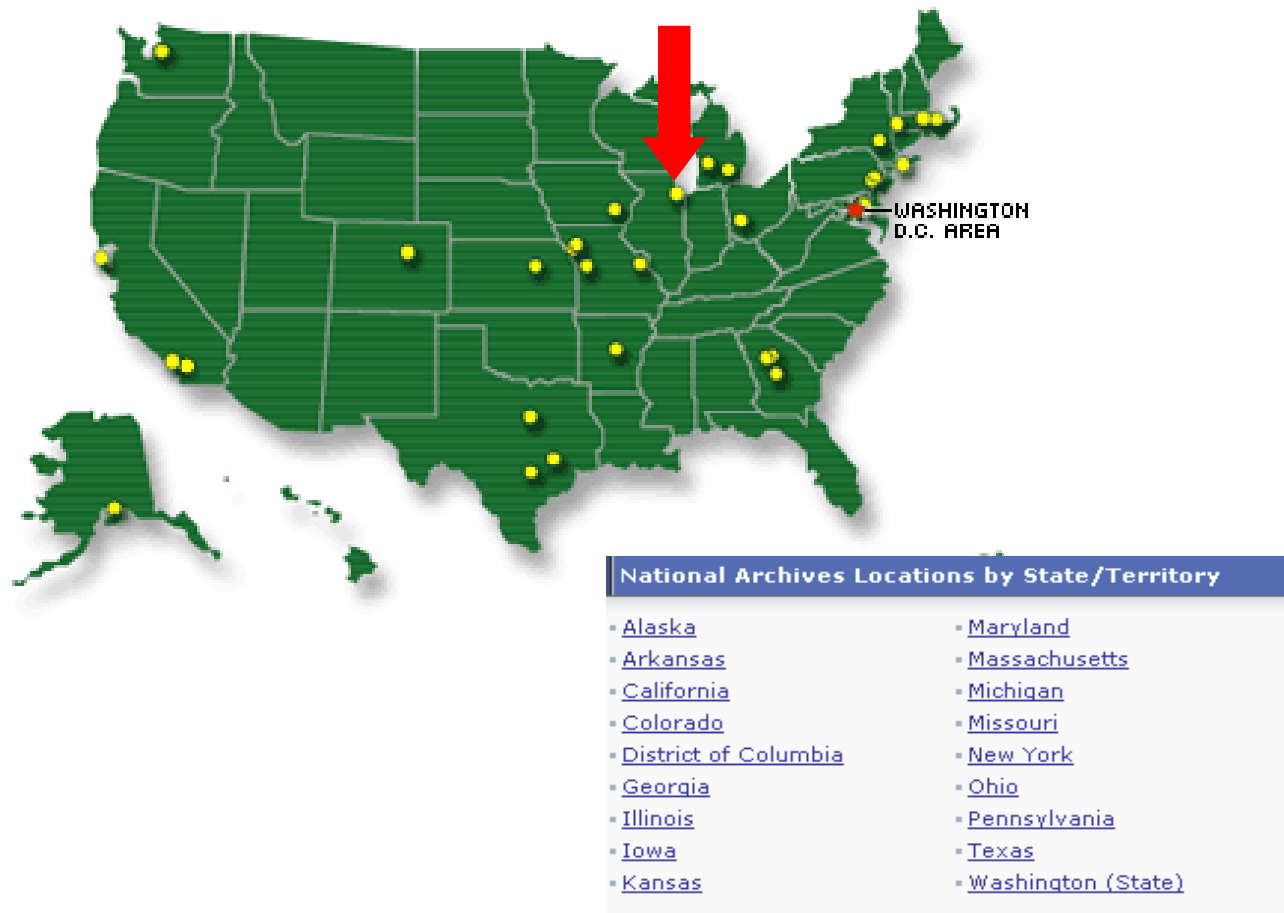 WASHINGTON
D.C. AREA
National Archives Locations by State/Territory
Alaska
Arkansas
California
Colorado
District of Columbia
Georgia
Illinois
Iowa
Kansas
Maryland
Massachusetts
Michigan
Missouri
New York
Ohio
Pennsylvania
Texas
Washington (State)